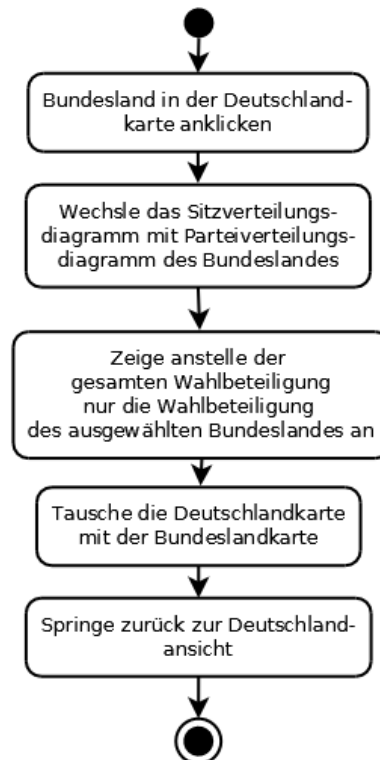 Bundesland in der Deutschland-
karte anklicken
Wechsle das Sitzverteilungs-
diagramm mit Parteiverteilungs-
diagramm des Bundeslandes
Zeige anstelle der
gesamten Wahlbeteiligung
nur die Wahlbeteiligung
des ausgewählten Bundeslandes an
Tausche die Deutschlandkarte
mit der Bundeslandkarte
Springe zurück zur Deutschland-
ansicht